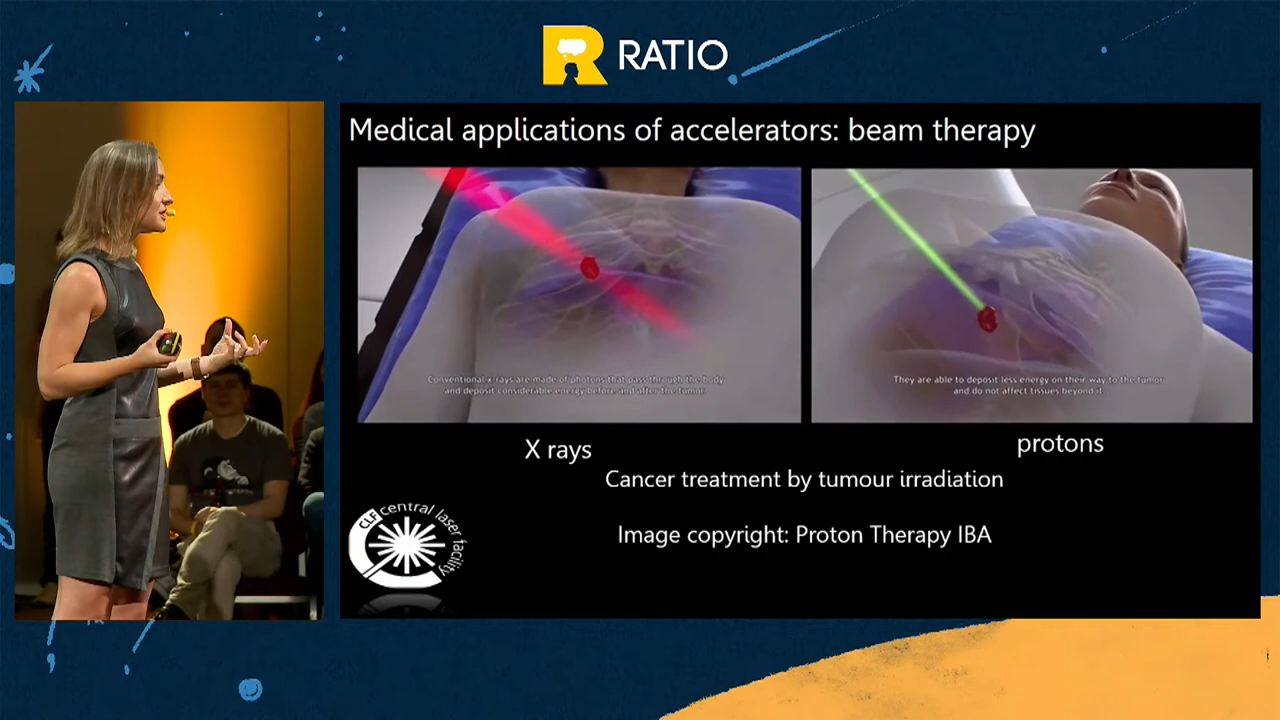 RATIO
Medical applications of accelerators: beam therapy
Conventional x-rays are made of photons that pass through the body
and deposit considerable energy before and after the tumor.
They are able to deposit less energy on their way to the tumor
and do not affect tissues beyond it.
X rays
protons
Cancer treatment by tumour irradiation
Image copyright: Proton Therapy IBA
CLF central laser facility